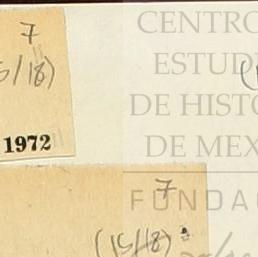 7
5/18)
1972
7
(15/18)
CENTRO
ESTUD
DE HISTO
DE MEX
FUNDA